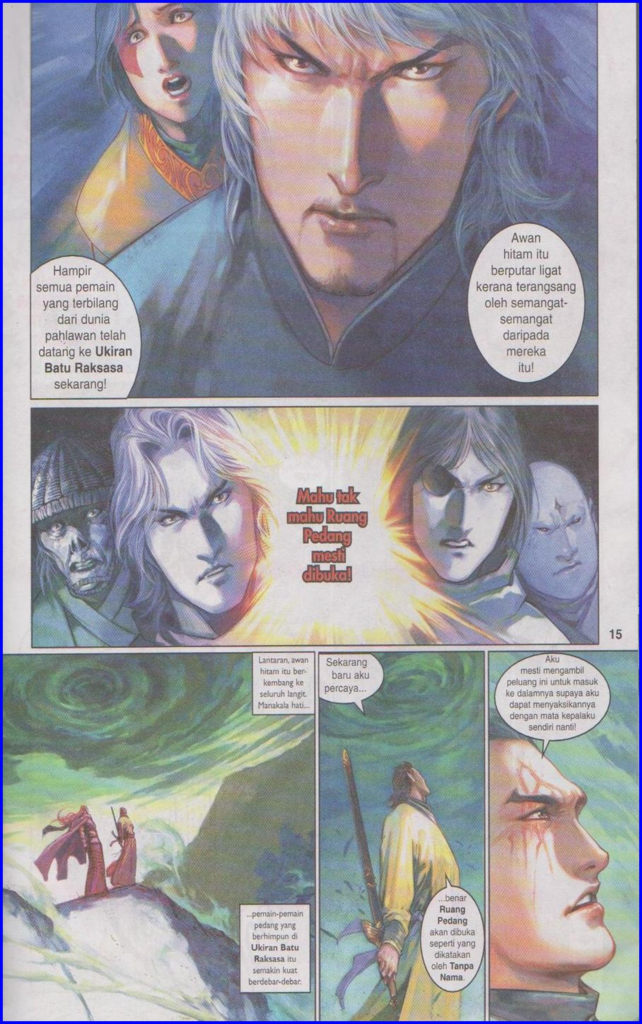 Hampir
semua pemain
yang terbilang
dari dunia
pahlawan telah
datang ke Ukiran
Batu Raksasa
sekarang!
Awan
hitam itu
berputar ligat
kerana terangsang
oleh semangat-
semangat
daripada
mereka
itu!
Mahu tak
mahu Ruang
Pedang
mesti
dibuka!
15
Lantaran, awan
hitam itu ber-
kembang ke
seluruh langit.
Manakala hati...
...pemain-pemain
pedang yang
berhimpun di
Ukiran Batu
Raksasa itu
semakin kuat
berdebar-debar.
Sekarang
baru aku
percaya...
...benar
Ruang
Pedang
akan dibuka
seperti yang
dikatakan
oleh Tanpa
Nama.
Aku
mesti mengambil
peluang ini untuk masuk
ke dalamnya supaya aku
dapat menyaksikannya
dengan mata kepalaku
sendiri nanti!